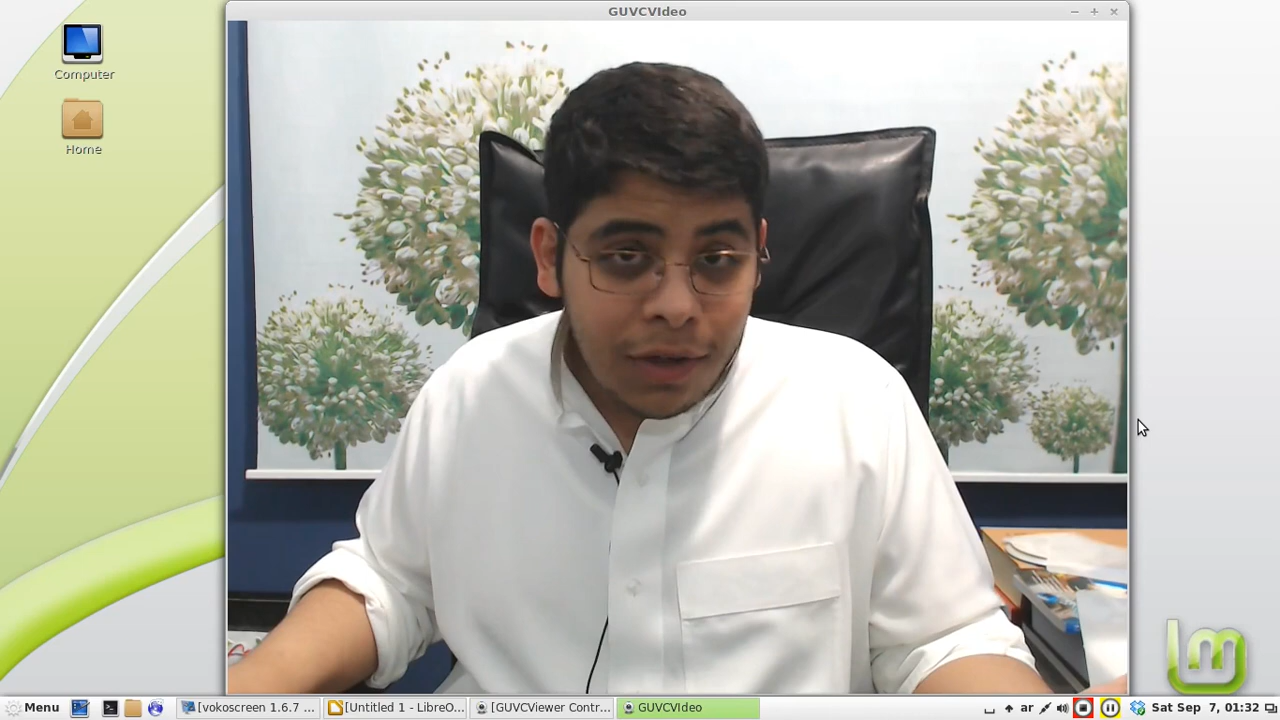 GUVCVIdeo
Computer
Home
lm
Menu
[vokoscreen 1.6.7 ...
[Untitled 1 - LibreO...
[GUVCViewer Contr...
GUVCVIdeo
ar
Sat Sep 7, 01:32